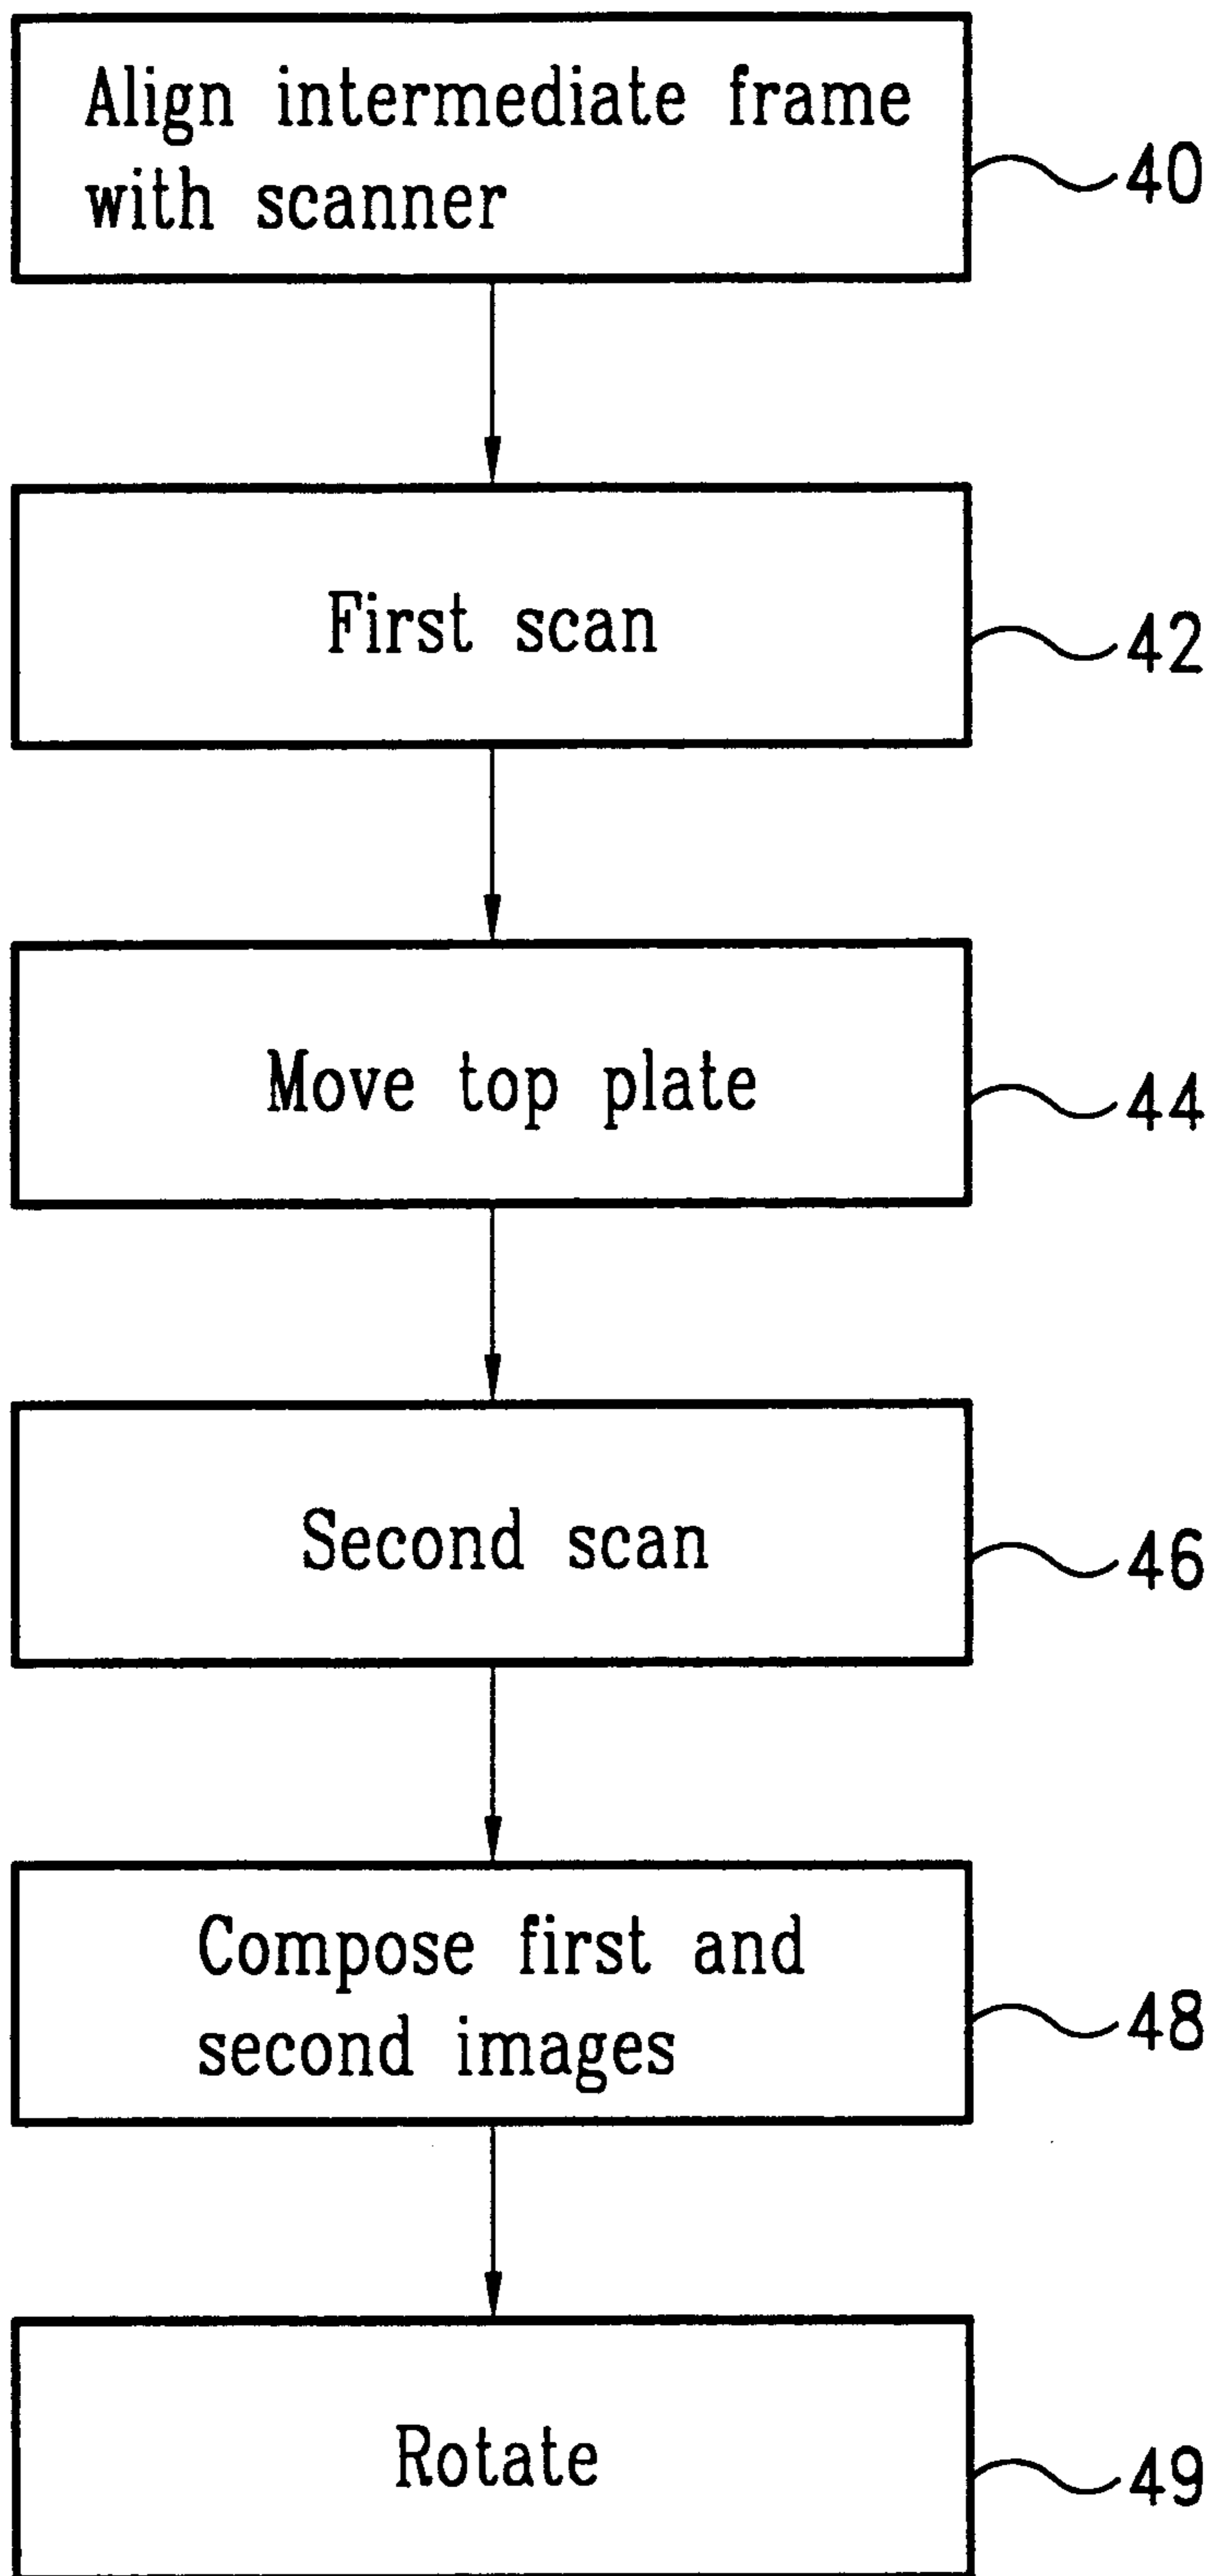 Align intermediate frame
with scanner
40
First scan
42
Move top plate
44
Second scan
46
Compose first and
second images
48
Rotate
49